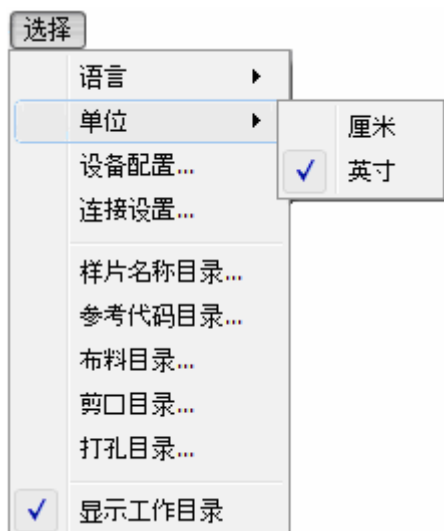 选择
语言
单位
厘米
英寸
设备配置...
连接设置...
样片名称目录...
参考代码目录...
布料目录...
剪口目录...
打孔目录...
显示工作目录